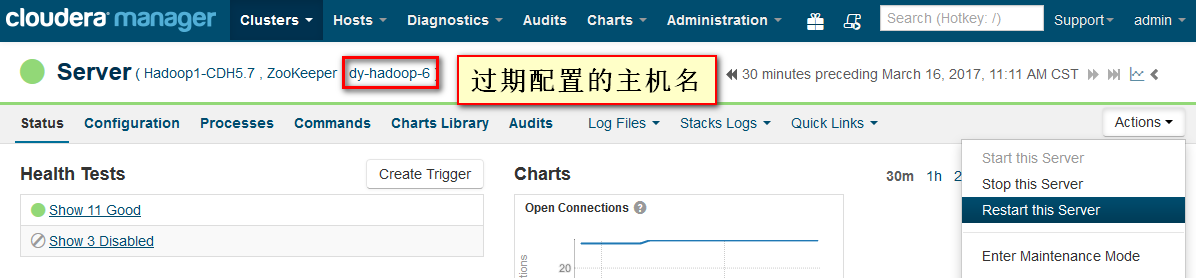 cloudera manager Clusters Hosts Diagnostics Audits Charts Administration Search (Hotkey: /) Support admin
Server ( Hadoop1-CDH5.7 , ZooKeeper dy-hadoop-6 ) 过期配置的主机名 30 minutes preceding March 16, 2017, 11:11 AM CST
Status Configuration Processes Commands Charts Library Audits Log Files Stacks Logs Quick Links Actions
Start this Server
Health Tests Create Trigger Charts 30m 1h 2
Stop this Server
Show 11 Good Open Connections ? Restart this Server
Show 3 Disabled
Enter Maintenance Mode
20